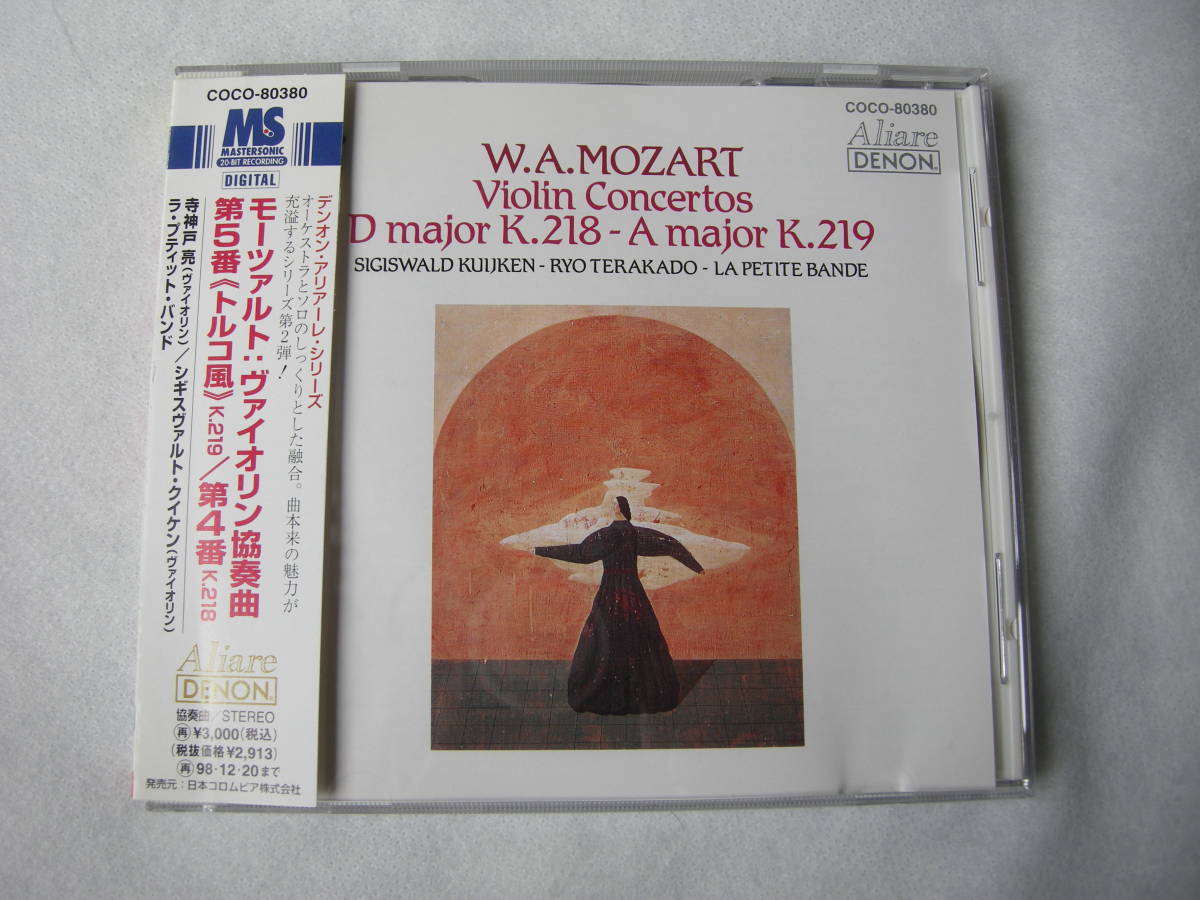 COCO-80380
MS
MASTERSONIC
20-BIT RECORDING
DIGITAL
デンオン・アリアーレ・シリーズ
オーケストラとソロのしっくりとした融合。曲本来の魅力が
充溢するシリーズ第2弾!
モーツァルト:ヴァイオリン協奏曲
第5番《トルコ風》K.219/第4番K.218
寺神戸 亮(ヴァイオリン)/シギスヴァルト・クイケン(ヴァイオリン)
ラ・プティット・バンド
Aliare
DENON
協奏曲/STEREO
再¥3,000(税込)
(税抜価格¥2,913)
再98・12・20まで
発売元:日本コロムビア株式会社
COCO-80380
Aliare
DENON
W.A.MOZART
Violin Concertos
D major K.218 - A major K.219
SIGISWALD KUIJKEN - RYO TERAKADO - LA PETITE BANDE